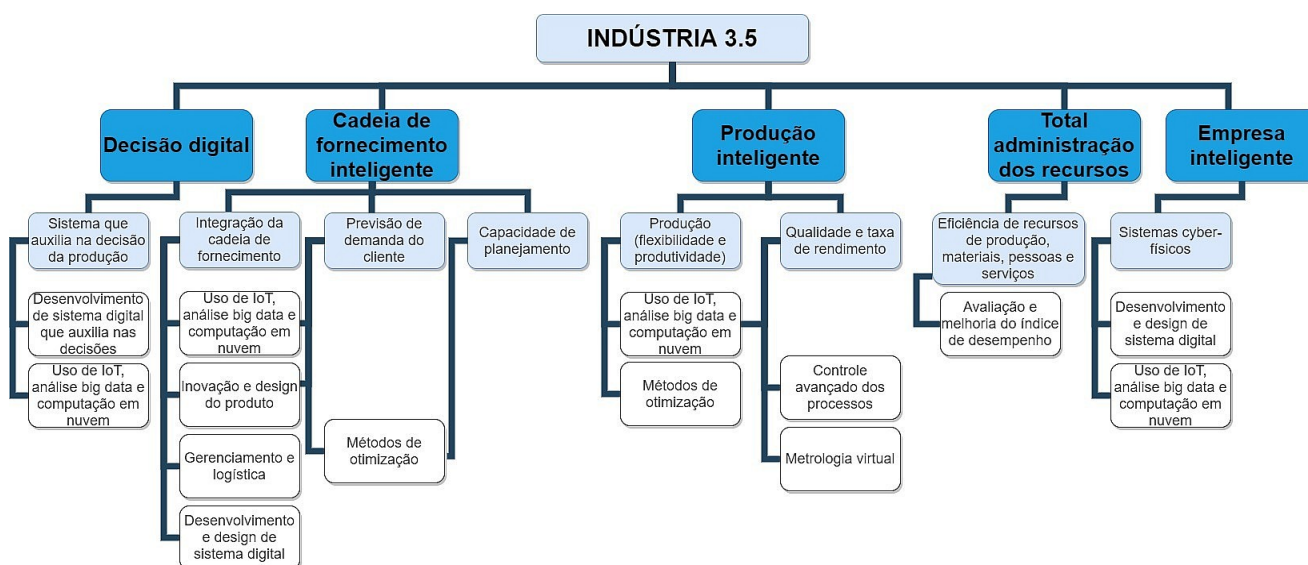 INDÚSTRIA 3.5
Decisão digital
Cadeia de
fornecimento
inteligente
Produção
inteligente
Total
administração
dos recursos
Empresa
inteligente
Sistema que
auxilia na decisão
da produção
Integração da
cadeia de
fornecimento
Previsão de
demanda do
cliente
Capacidade de
planejamento
Produção
(flexibilidade e
produtividade)
Qualidade e taxa
de rendimento
Eficiência de recursos
de produção,
materiais, pessoas e
serviços
Sistemas cyber-
físicos
Desenvolvimento
de sistema digital
que auxilia nas
decisões
Uso de IoT,
análise big data e
computação em
nuvem
Uso de IoT,
análise big data e
computação em
nuvem
Avaliação e
melhoria do índice
de desempenho
Desenvolvimento
e design de
sistema digital
Uso de IoT,
análise big data e
computação em
nuvem
Inovação e design
do produto
Métodos de
otimização
Controle
avançado dos
processos
Uso de IoT,
análise big data e
computação em
nuvem
Gerenciamento e
logística
Métodos de
otimização
Metrologia virtual
Desenvolvimento
e design de
sistema digital